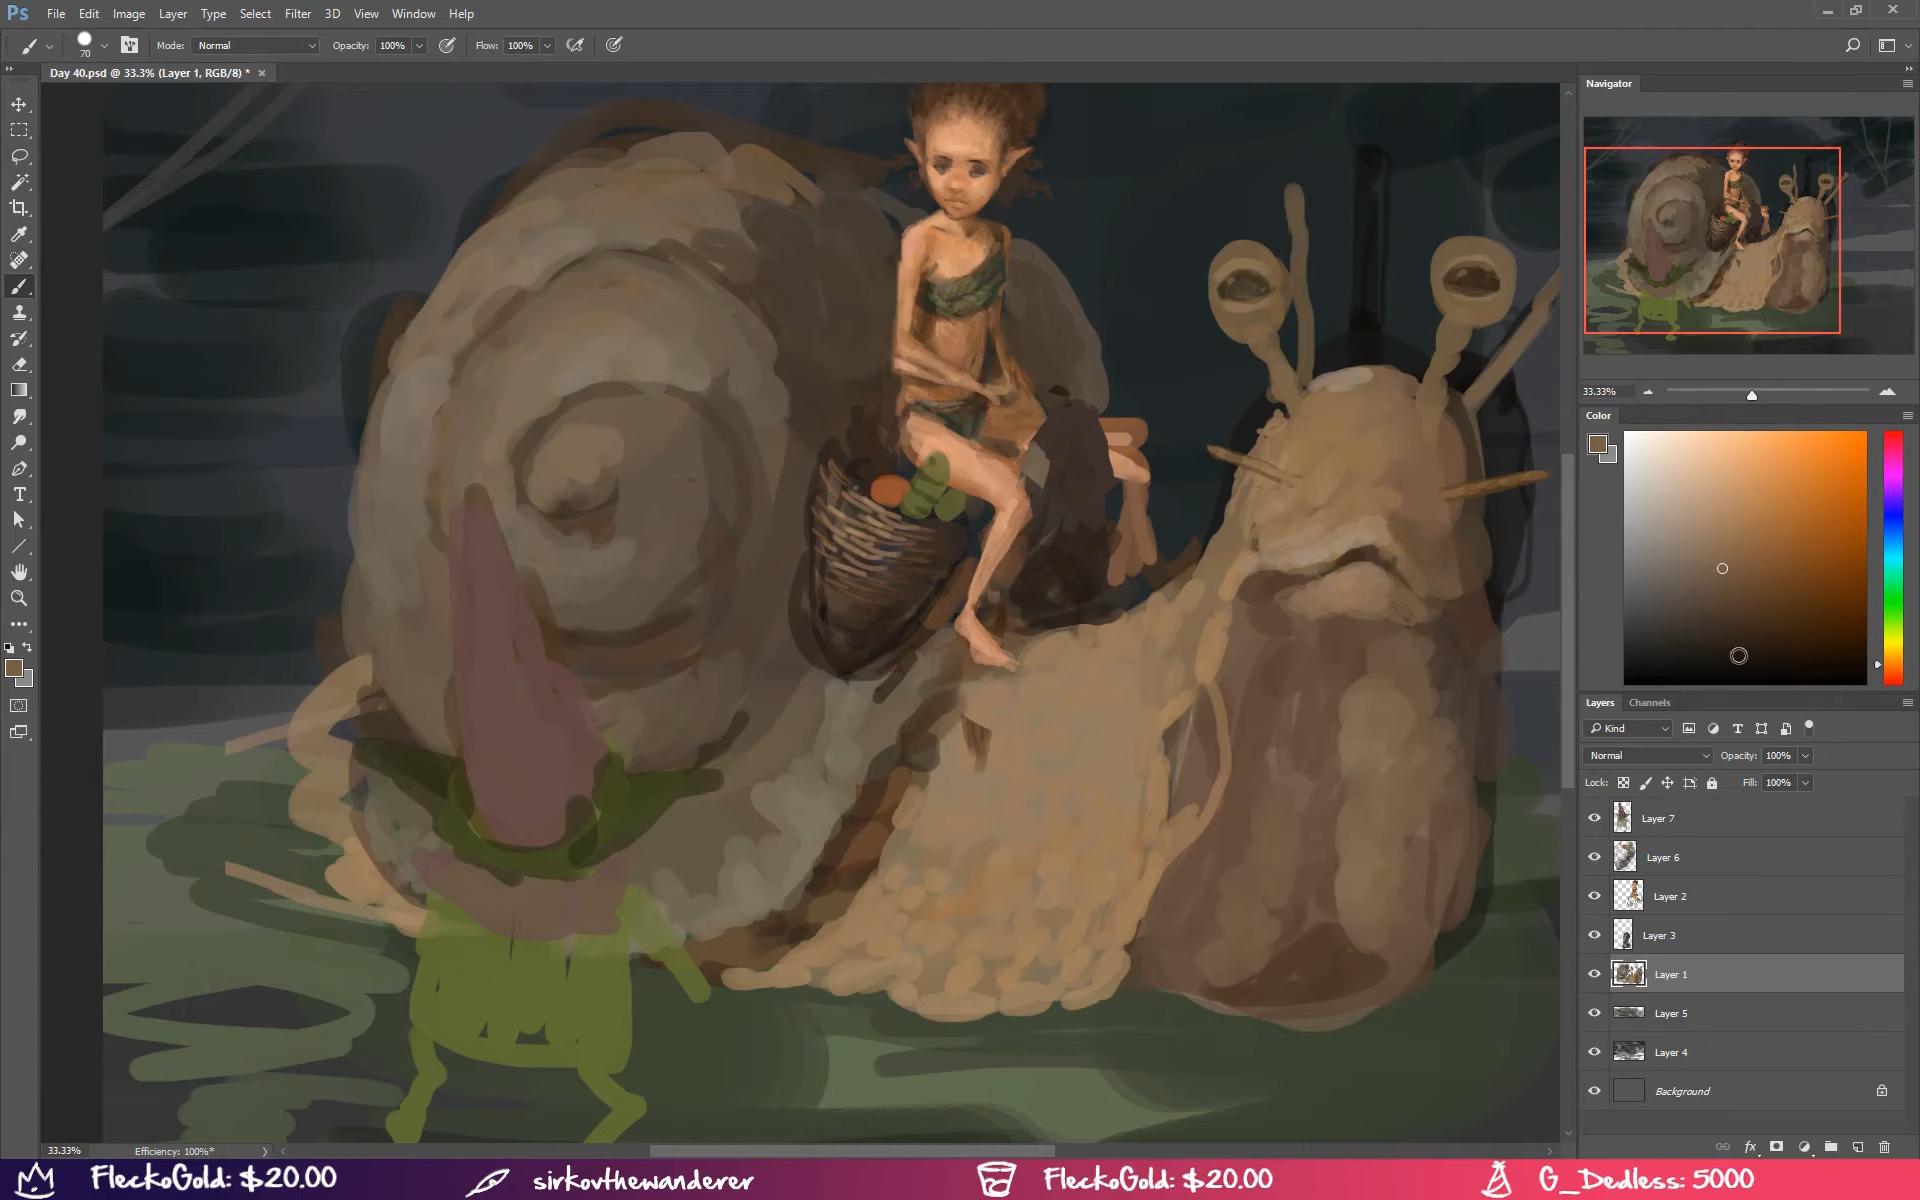 Ps File Edit Image Layer Type Select Filter 3D View Window Help
70 Mode: Normal Opacity: 100% Flow: 100%
Day 40.psd @ 33.3% (Layer 1, RGB/8) *
Navigator
33.33%
Color
Layers Channels
Kind
Normal Opacity: 100%
Lock: Fill: 100%
Layer 7
Layer 6
Layer 2
Layer 3
Layer 1
Layer 5
Layer 4
Background
33.33% Efficiency: 100%*
FleckoGold: $20.00 sirkovthewanderer FleckoGold: $20.00 G_Dedless: 5000